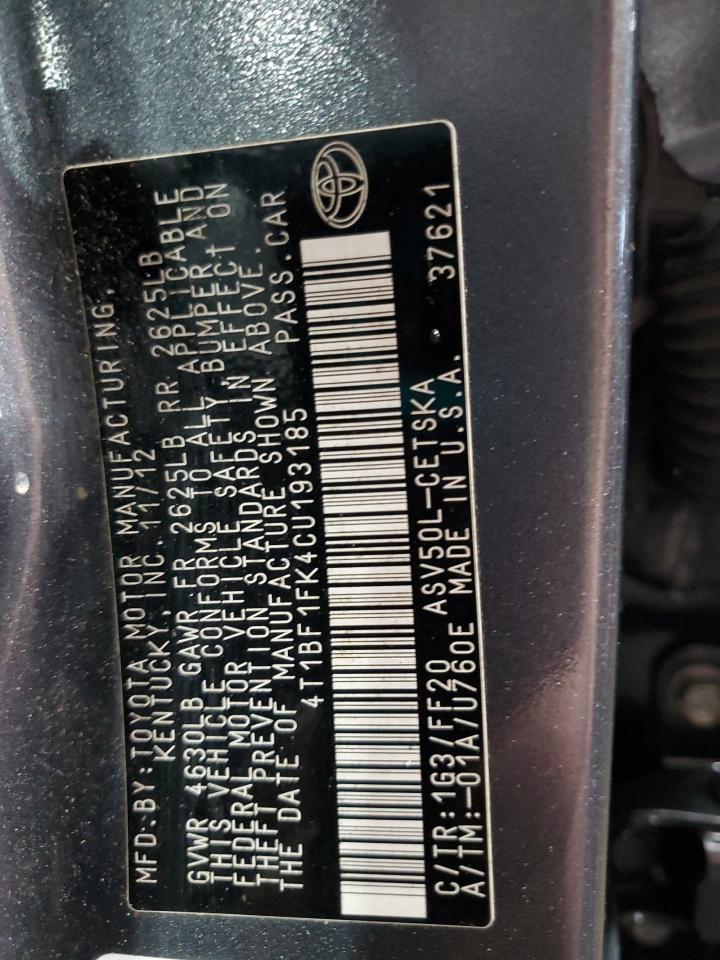 MFD. BY: TOYOTA MOTOR MANUFACTURING,
KENTUCKY, INC. 11/12
GVWR 4630LB GAWR FR 2625LB RR 2625LB
THIS VEHICLE CONFORMS TO ALL APPLICABLE
FEDERAL MOTOR VEHICLE SAFETY, BUMPER, AND
THEFT PREVENTION STANDARDS IN EFFECT ON
THE DATE OF MANUFACTURE SHOWN ABOVE.
4T1BF1FK4CU193185 PASS. CAR
C/TR: 1G3/FF20 ASV50L-CETSKA 37621
A/TM: -01A/U760E MADE IN U.S.A.